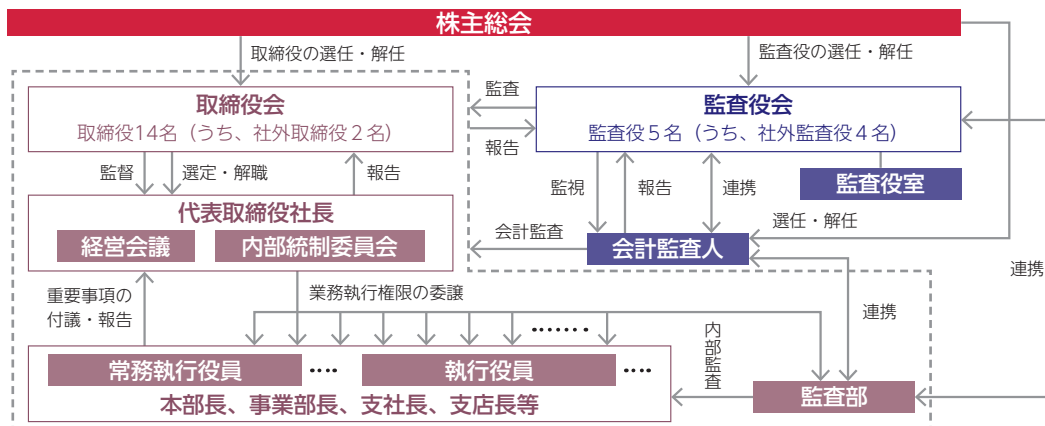 株主総会
取締役の選任・解任
監査役の選任・解任
取締役会
取締役14名（うち、社外取締役２名）
監査
報告
監査役会
監査役５名（うち、社外監査役４名）
監督
選定・解職
報告
監視
報告
連携
監査役室
代表取締役社長
経営会議
内部統制委員会
会計監査
会計監査人
選任・解任
連携
重要事項の
付議・報告
業務執行権限の委譲
連携
常務執行役員
執行役員
本部長、事業部長、支社長、支店長等
内部監査
監査部